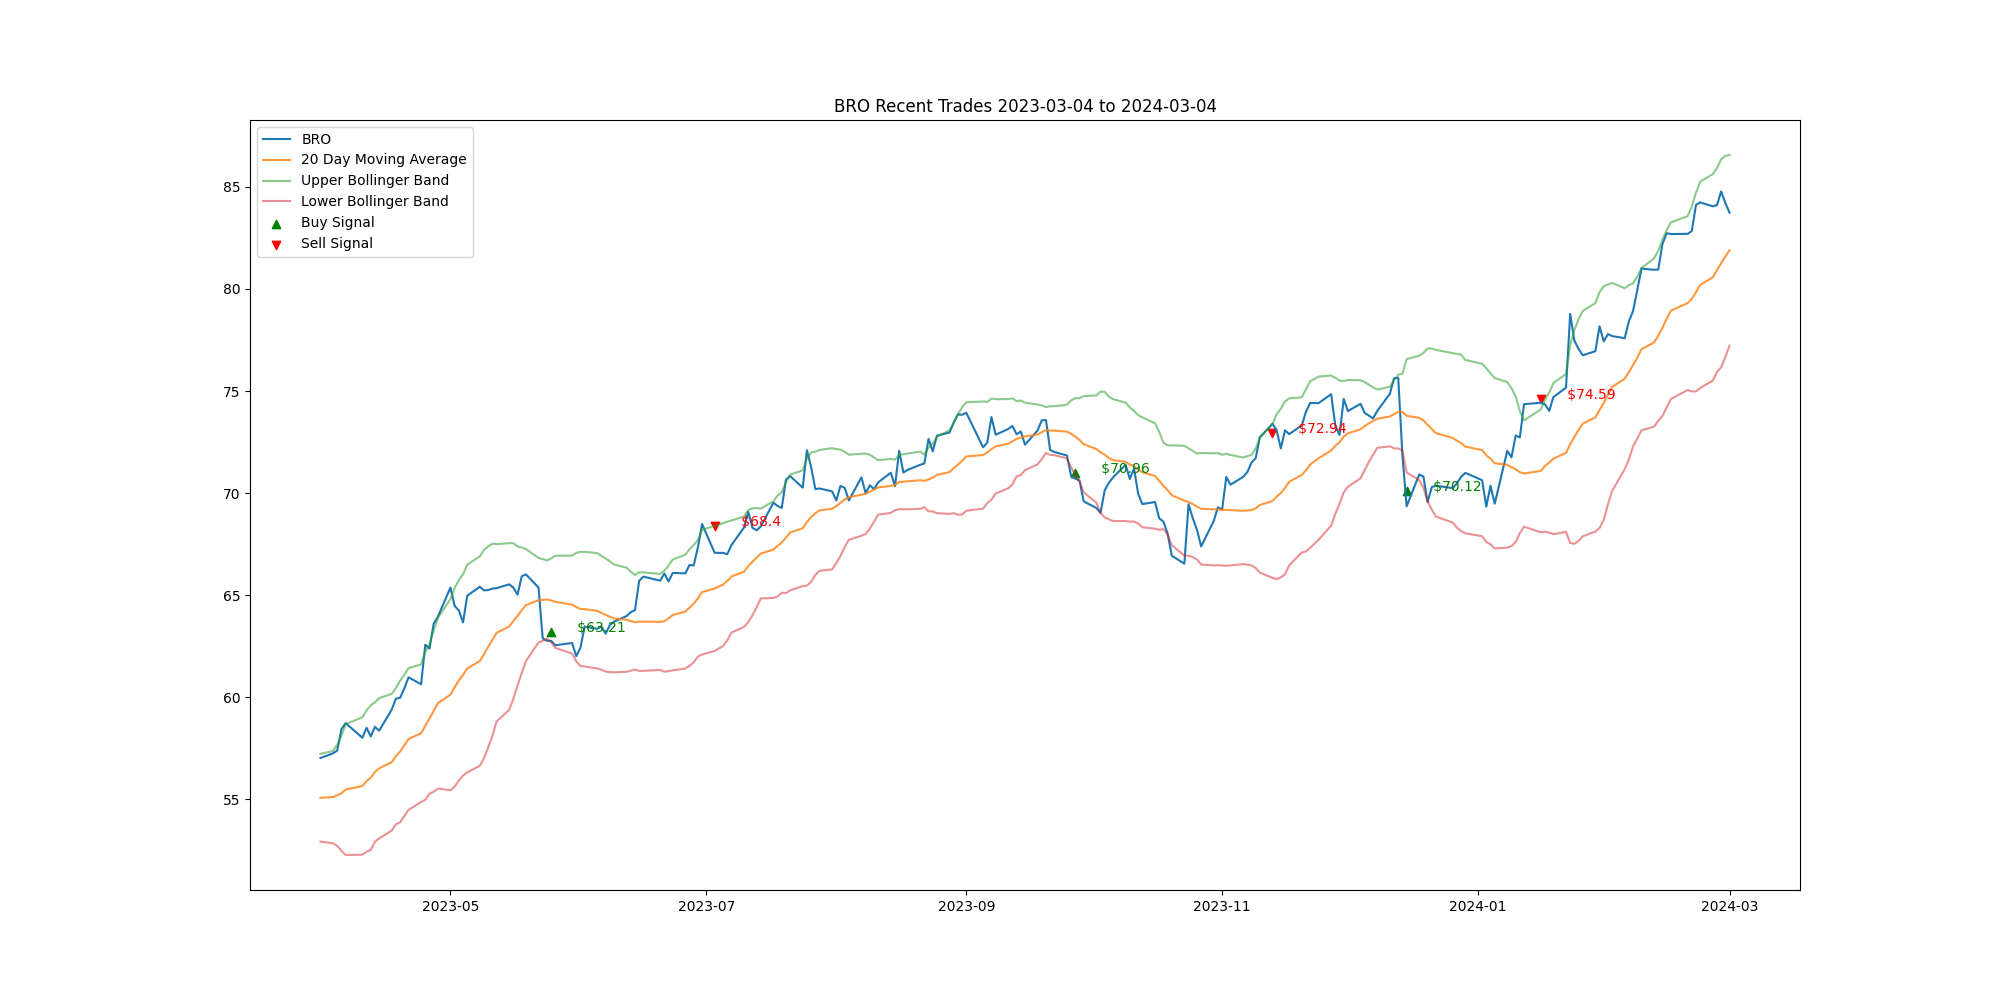 BRO Recent Trades 2023-03-04 to 2024-03-04
BRO
20 Day Moving Average
Upper Bollinger Band
Lower Bollinger Band
Buy Signal
Sell Signal
85
80
75
70
65
60
55
$63.21
$68.4
$70.96
$72.94
$70.12
$74.59
2023-05
2023-07
2023-09
2023-11
2024-01
2024-03